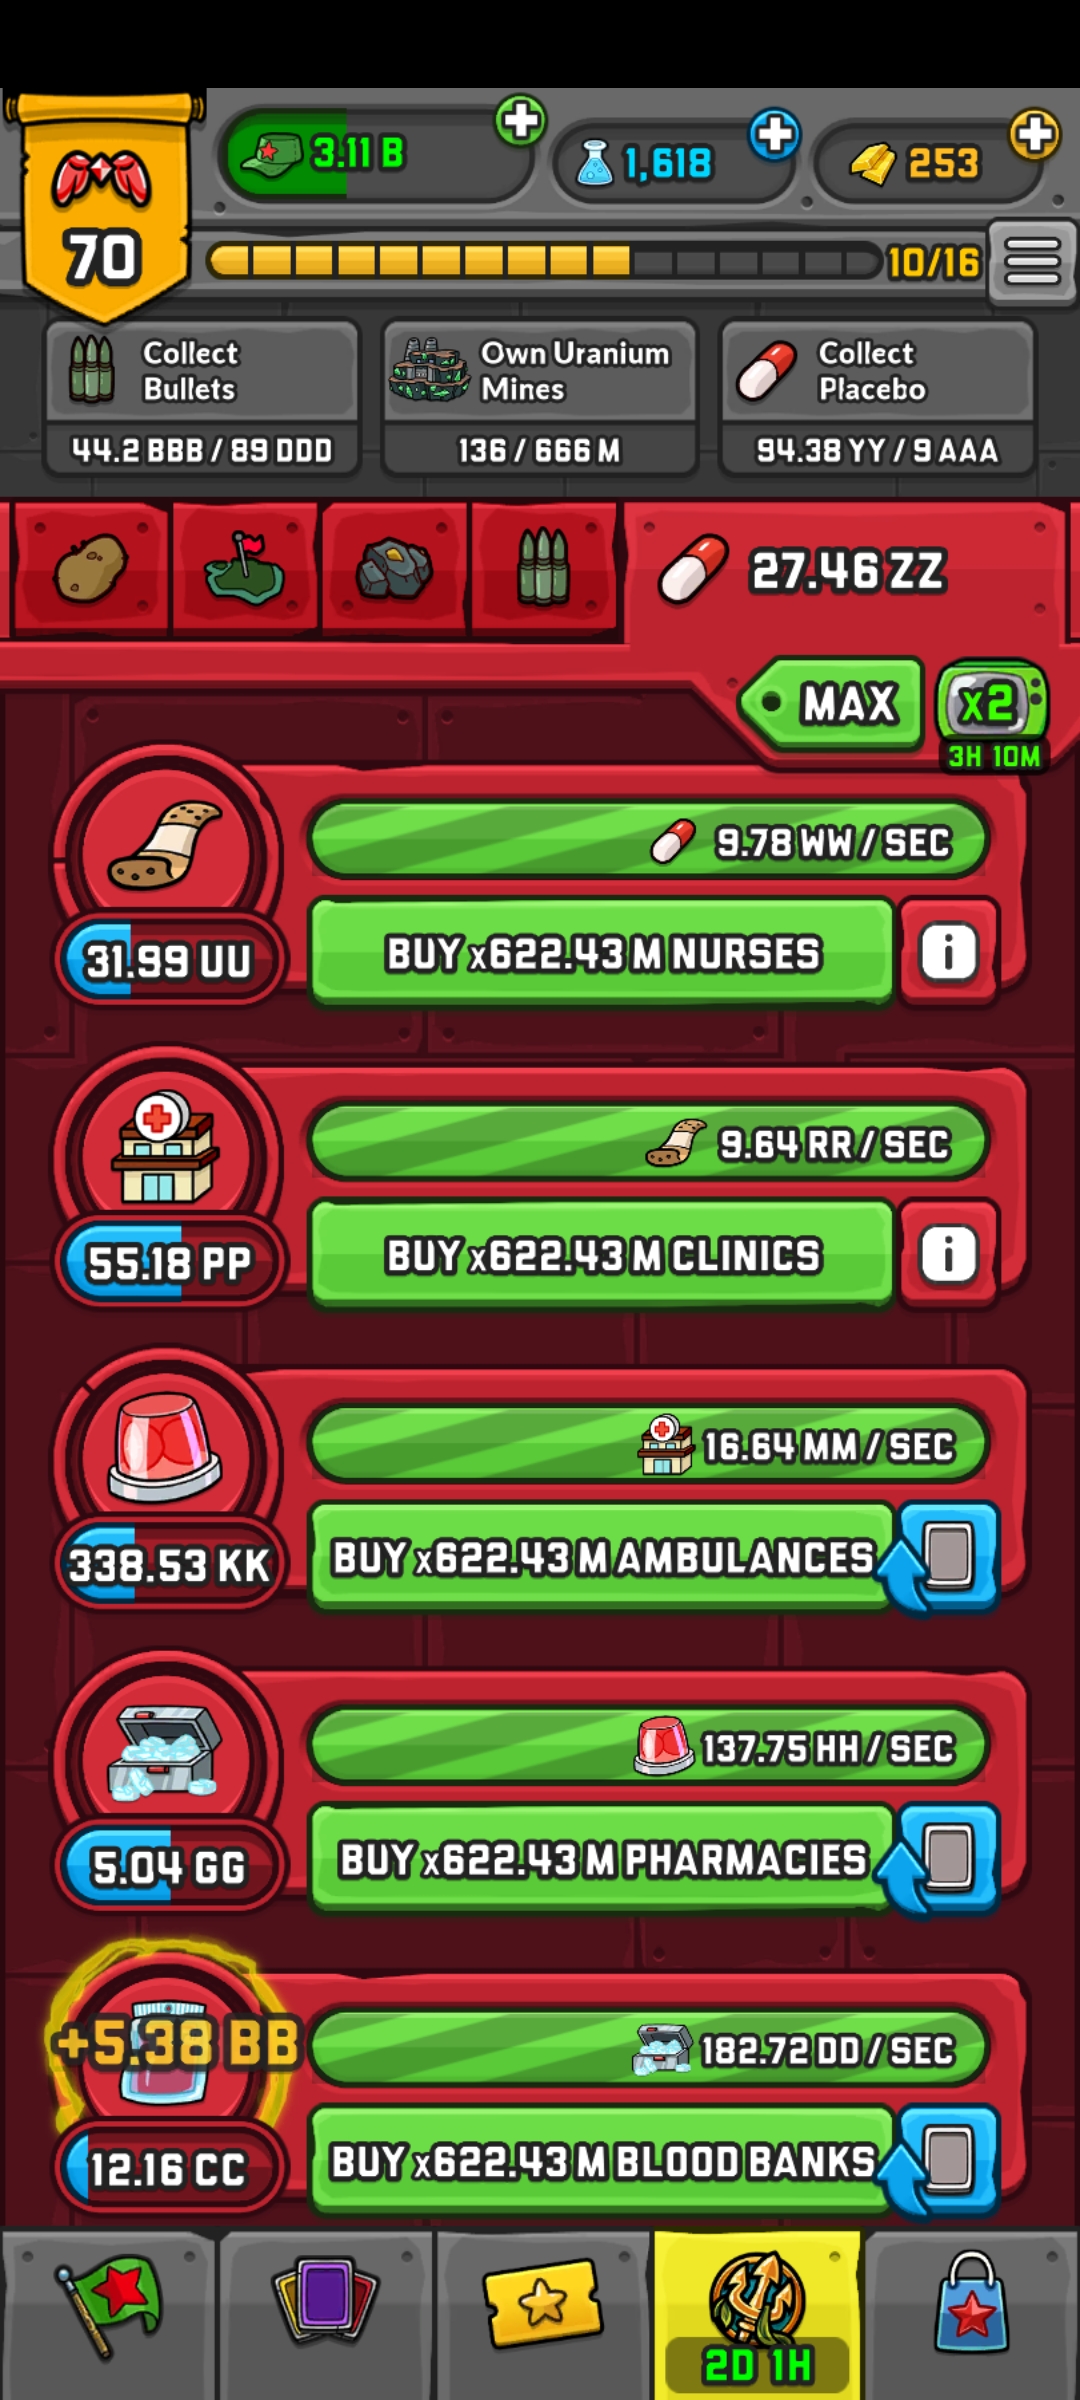 70
3.11 B
1,618
253
10/16
Collect
Bullets
44.2 BBB / 89 DDD
Own Uranium
Mines
136 / 666 M
Collect
Placebo
94.38 YY / 9 AAA
27.46 ZZ
MAX
x2
3H 10M
9.78 WW / SEC
31.99 UU
BUY x622.43 M NURSES
i
9.64 RR / SEC
55.18 PP
BUY x622.43 M CLINICS
i
16.64 MM / SEC
338.53 KK
BUY x622.43 M AMBULANCES
137.75 HH / SEC
5.04 GG
BUY x622.43 M PHARMACIES
+5.38 BB
182.72 DD / SEC
12.16 CC
BUY x622.43 M BLOOD BANKS
2D 1H